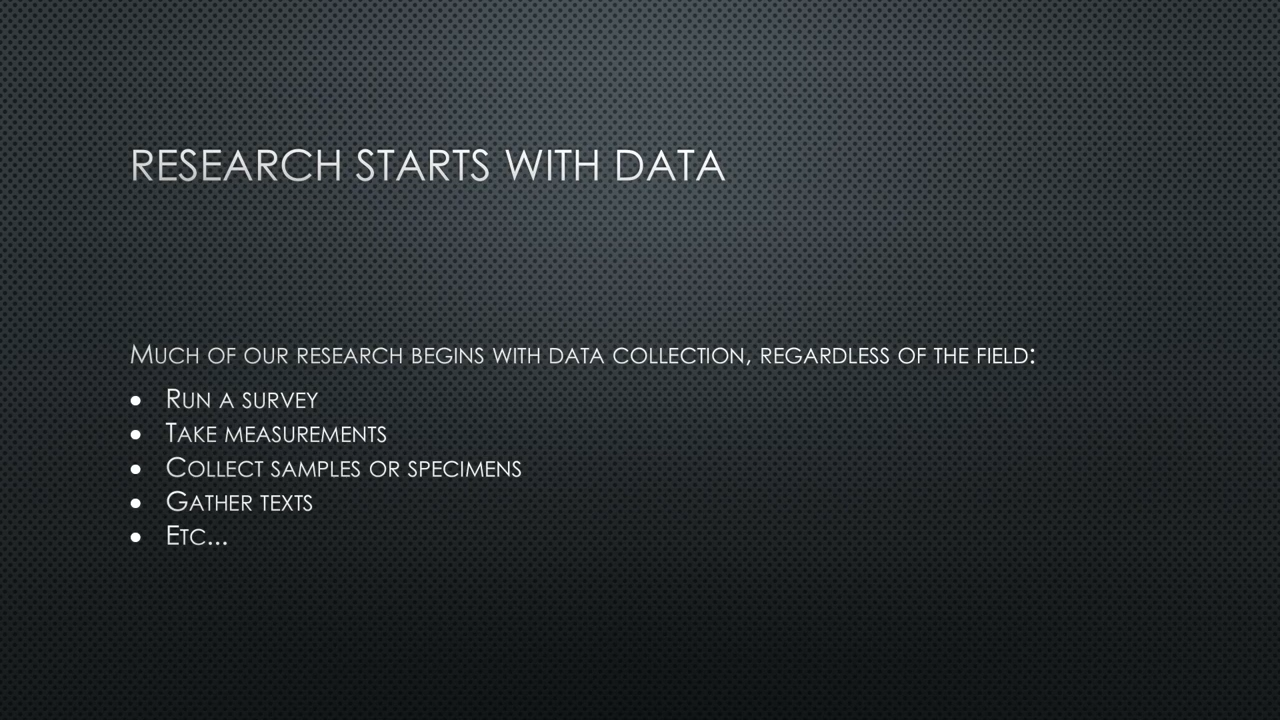 RESEARCH STARTS WITH DATA
Much of our research begins with data collection, regardless of the field:
• Run a survey
• Take measurements
• Collect samples or specimens
• Gather texts
• Etc...